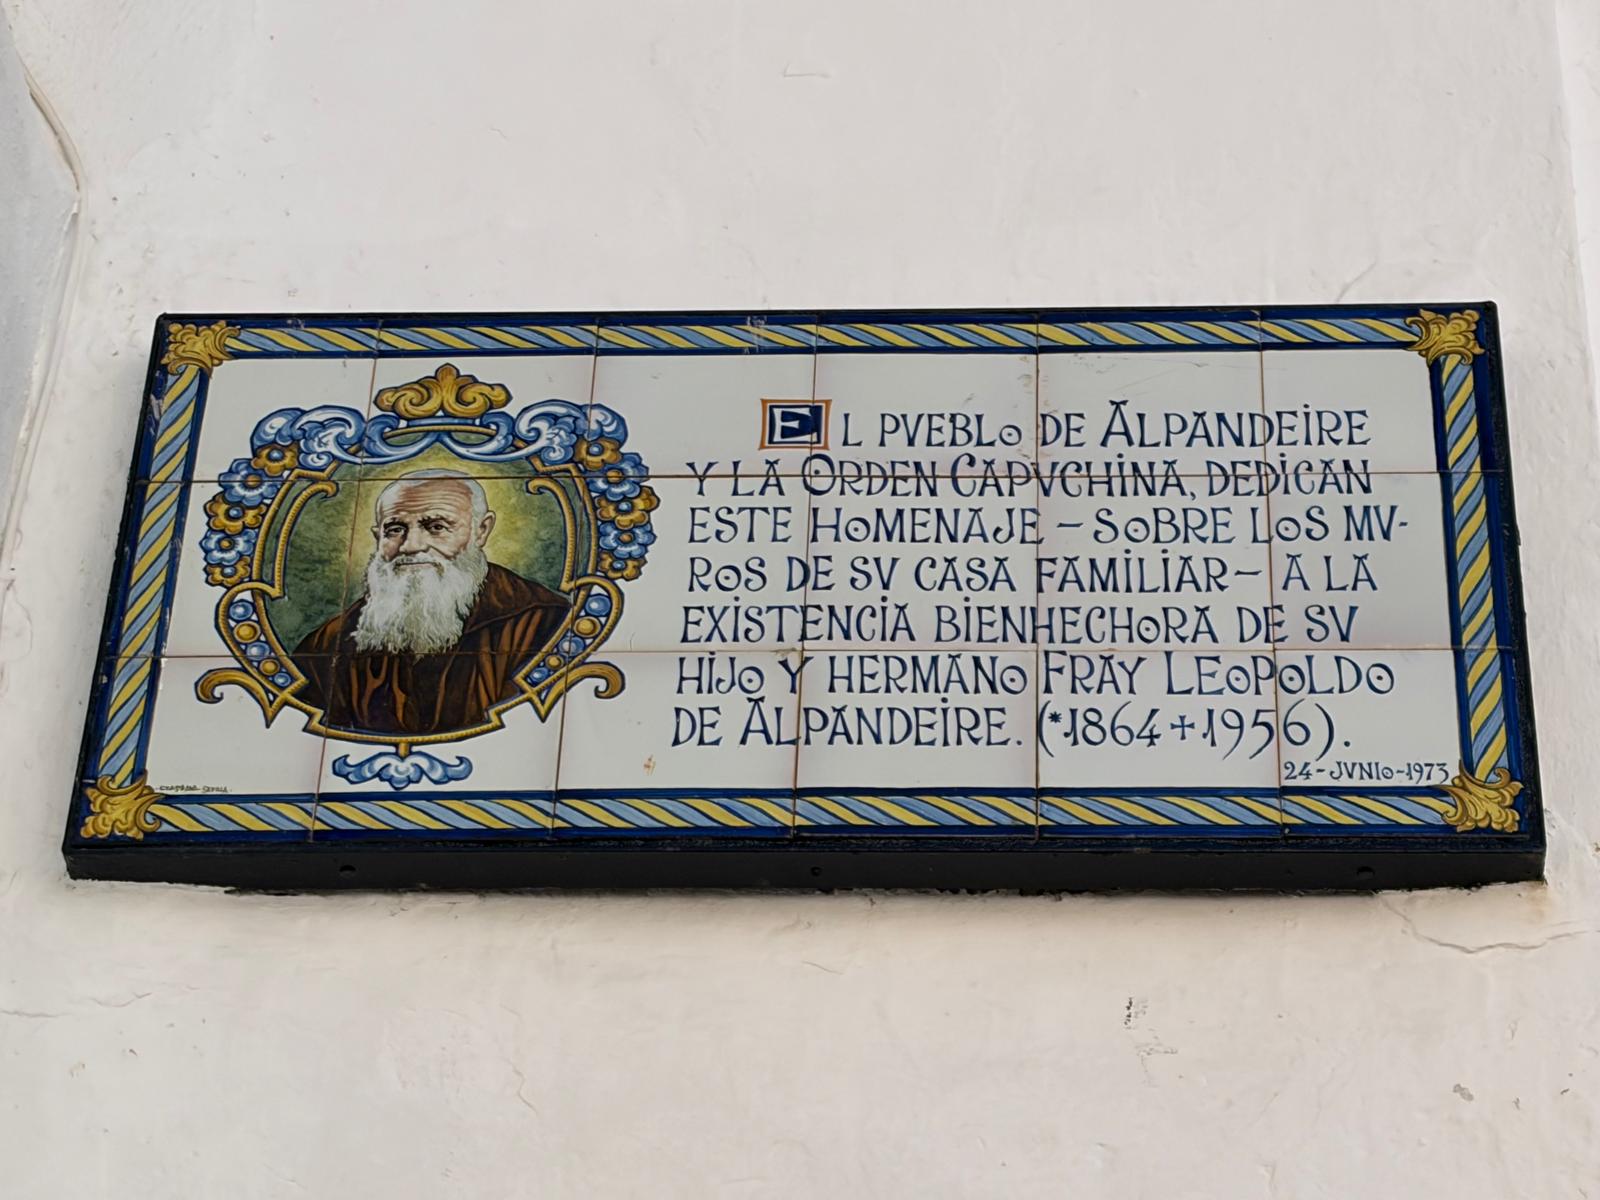 EL PVEBLO DE ALPANDEIRE
Y LA ORDEN CAPVCHINA, DEDICAN
ESTE HOMENAJE - SOBRE LOS MV-
ROS DE SV CASA FAMILIAR - A LA
EXISTENCIA BIENHECHORA DE SV
HIJO Y HERMANO FRAY LEOPOLDO
DE ALPANDEIRE. (*1864+1956).
24-JVNIO-1973